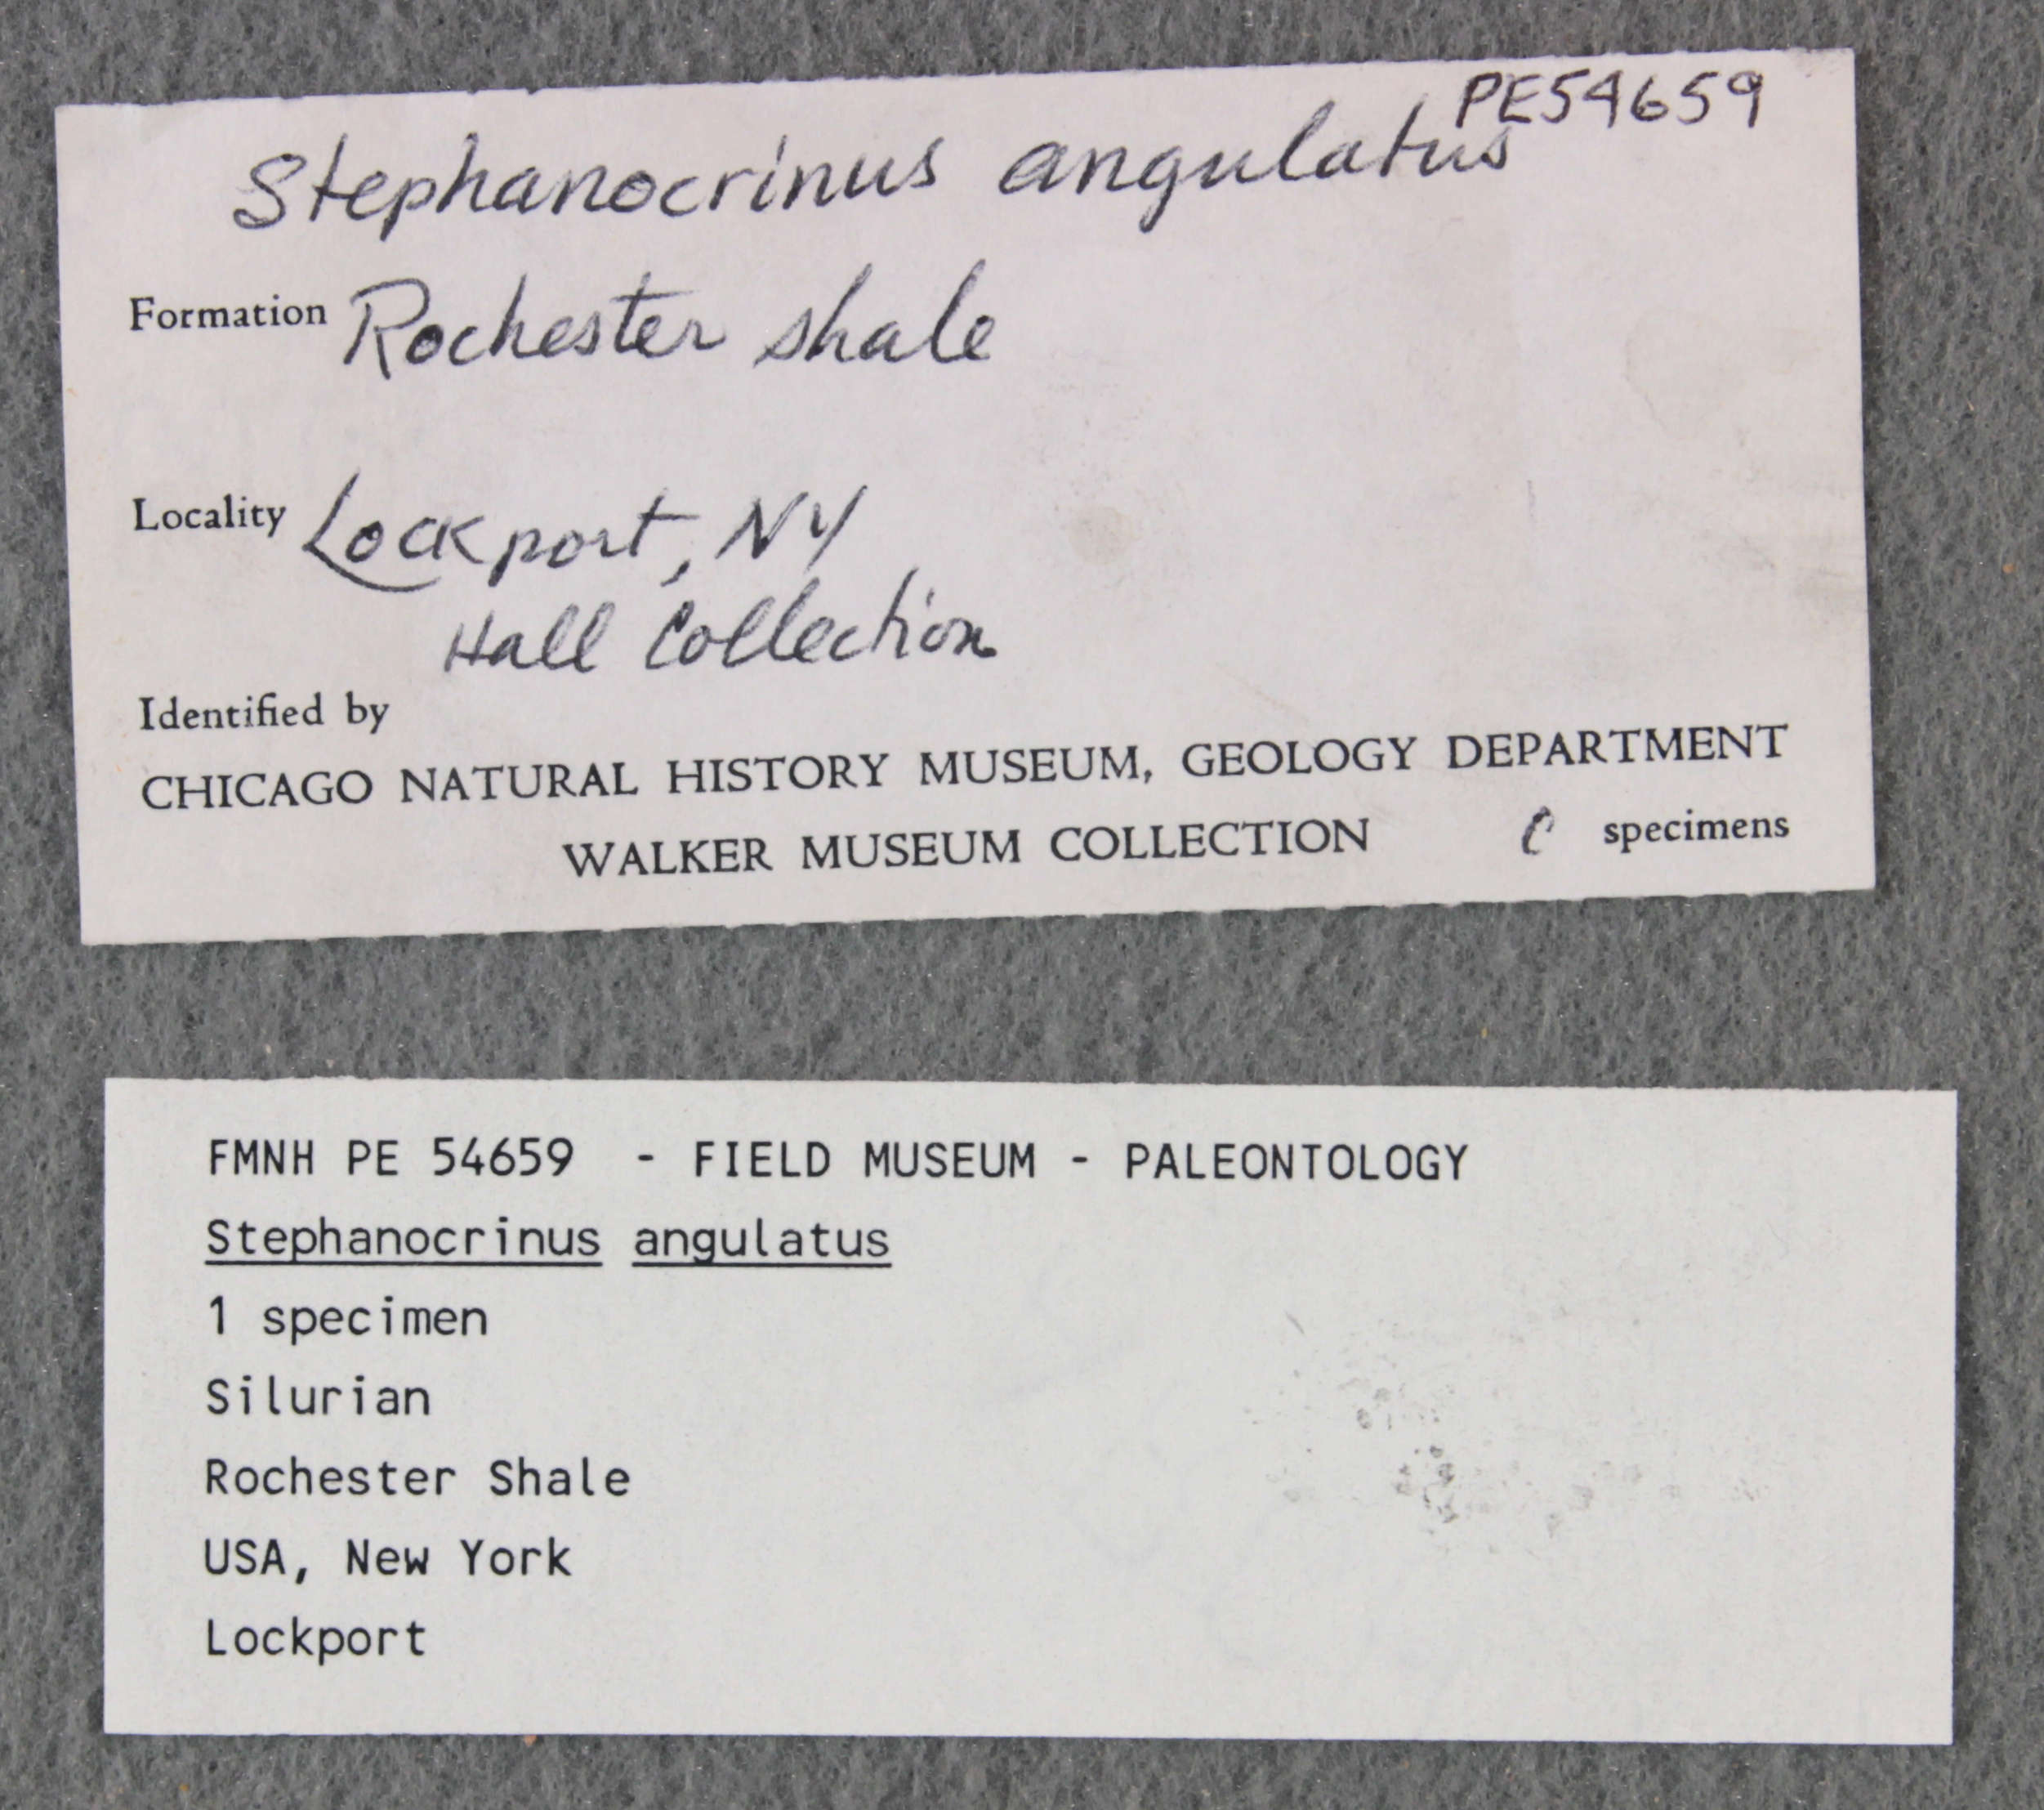 PE54659
Stephanocrinus angulatus
Formation Rochester shale
Locality Lockport, NY
Hall Collection
Identified by
CHICAGO NATURAL HISTORY MUSEUM, GEOLOGY DEPARTMENT
WALKER MUSEUM COLLECTION specimens
FMNH PE 54659 - FIELD MUSEUM - PALEONTOLOGY
Stephanocrinus angulatus
1 specimen
Silurian
Rochester Shale
USA, New York
Lockport